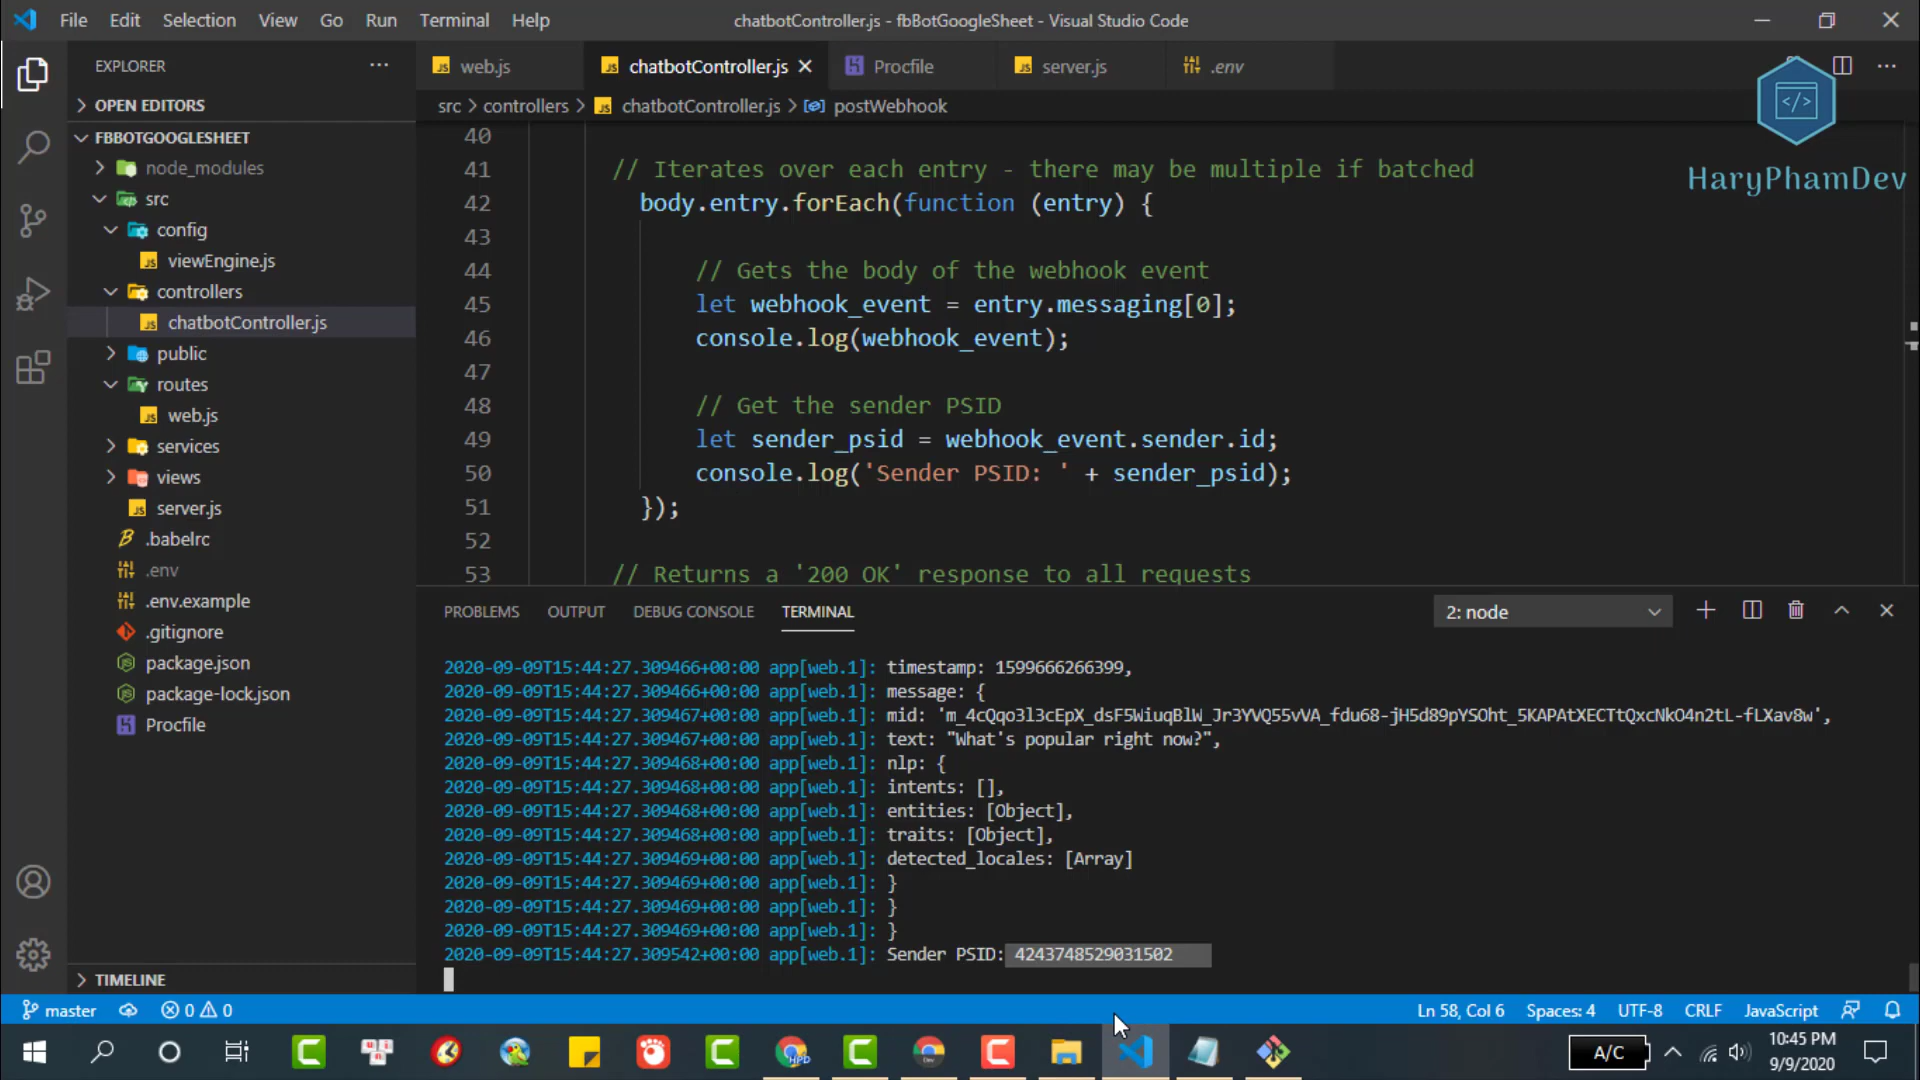 File Edit Selection View Go Run Terminal Help chatbotController.js - fbBotGoogleSheet - Visual Studio Code
EXPLORER
OPEN EDITORS
FBBOTGOOGLESHEET
node_modules
src
config
viewEngine.js
controllers
chatbotController.js
public
routes
web.js
services
views
server.js
.babelrc
.env
.env.example
.gitignore
package.json
package-lock.json
Procfile
TIMELINE
web.js chatbotController.js Procfile server.js .env
src > controllers > chatbotController.js > postWebhook
HaryPhamDev
40
41 // Iterates over each entry - there may be multiple if batched
42 body.entry.forEach(function (entry) {
43
44 // Gets the body of the webhook event
45 let webhook_event = entry.messaging[0];
46 console.log(webhook_event);
47
48 // Get the sender PSID
49 let sender_psid = webhook_event.sender.id;
50 console.log('Sender PSID: ' + sender_psid);
51 });
52
53 // Returns a '200 OK' response to all requests
PROBLEMS OUTPUT DEBUG CONSOLE TERMINAL 2: node
2020-09-09T15:44:27.309466+00:00 app[web.1]: timestamp: 1599666266399,
2020-09-09T15:44:27.309466+00:00 app[web.1]: message: {
2020-09-09T15:44:27.309467+00:00 app[web.1]: mid: 'm_4cQqo3l3cEpX_dsF5WiuqBlW_Jr3YVQ55vVA_fdu68-jH5d89pYSOht_5KAPAtXECTtQxcNkO4n2tL-fLXav8w',
2020-09-09T15:44:27.309467+00:00 app[web.1]: text: "What's popular right now?",
2020-09-09T15:44:27.309468+00:00 app[web.1]: nlp: {
2020-09-09T15:44:27.309468+00:00 app[web.1]: intents: [],
2020-09-09T15:44:27.309468+00:00 app[web.1]: entities: [Object],
2020-09-09T15:44:27.309468+00:00 app[web.1]: traits: [Object],
2020-09-09T15:44:27.309469+00:00 app[web.1]: detected_locales: [Array]
2020-09-09T15:44:27.309469+00:00 app[web.1]: }
2020-09-09T15:44:27.309469+00:00 app[web.1]: }
2020-09-09T15:44:27.309469+00:00 app[web.1]: }
2020-09-09T15:44:27.309542+00:00 app[web.1]: Sender PSID: 4243748529031502
master 0 0 Ln 58, Col 6 Spaces: 4 UTF-8 CRLF JavaScript
A/C
10:45 PM
9/9/2020